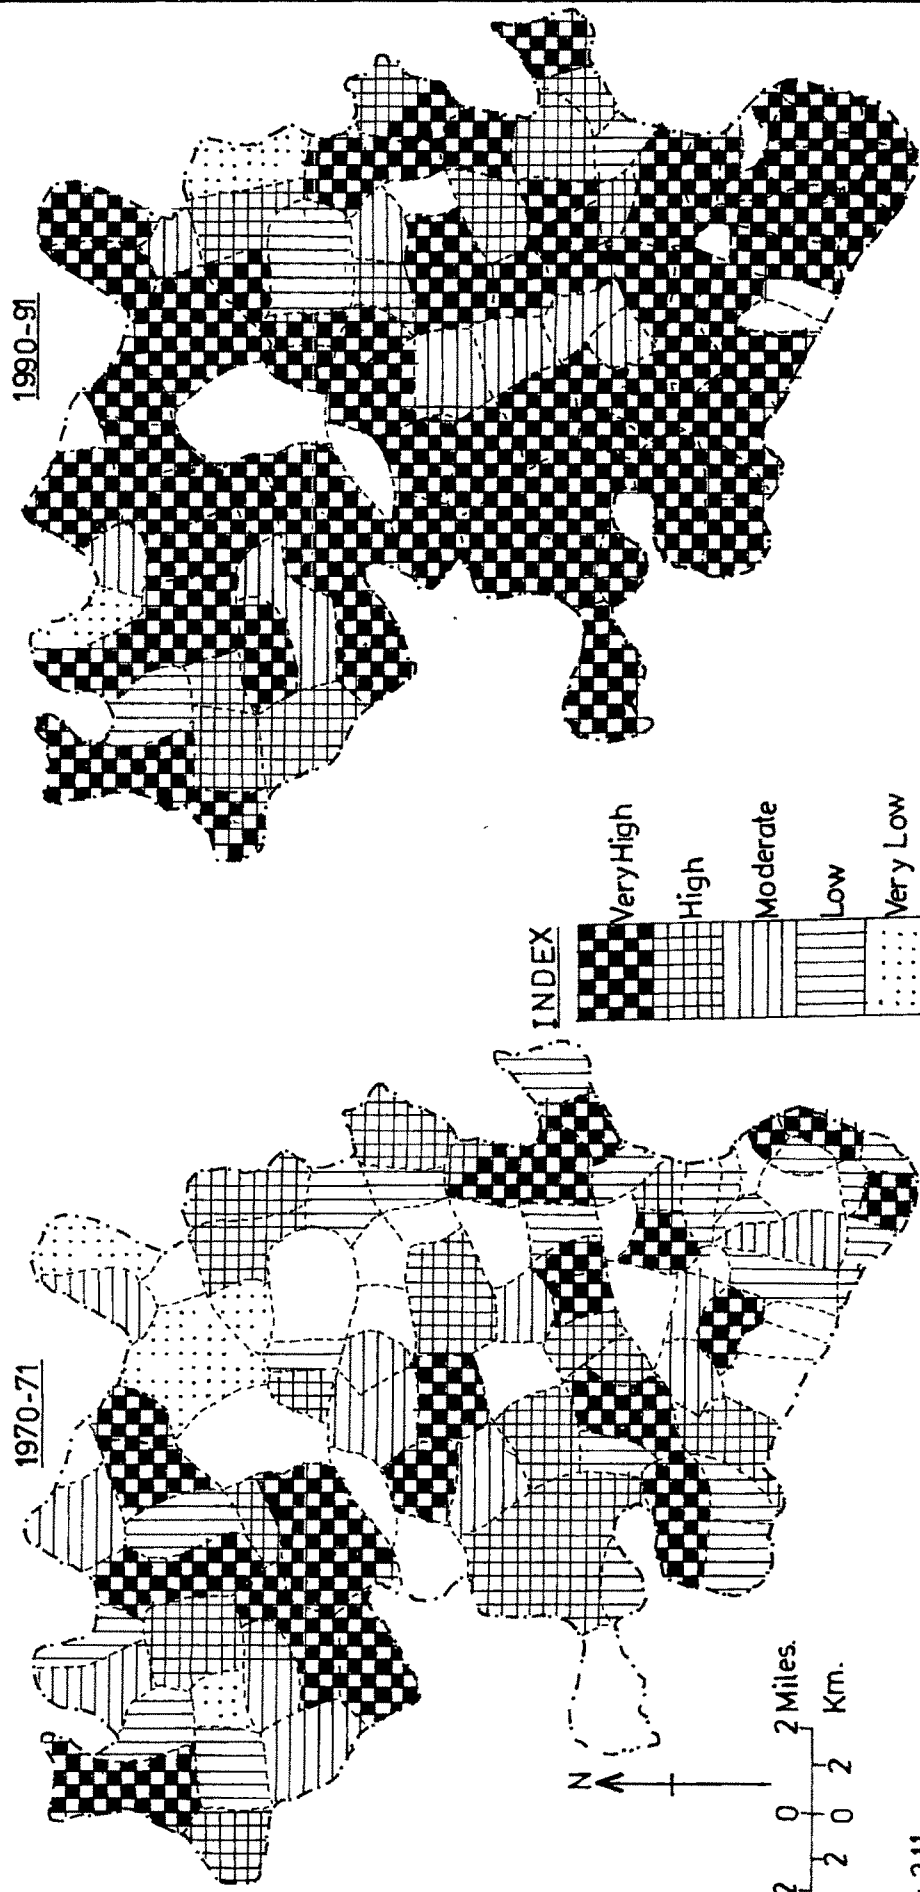 1970-71
1990-91
INDEX
Very High
High
Moderate
Low
Very Low
N
2 0 2 Miles.
2 0 2 Km.